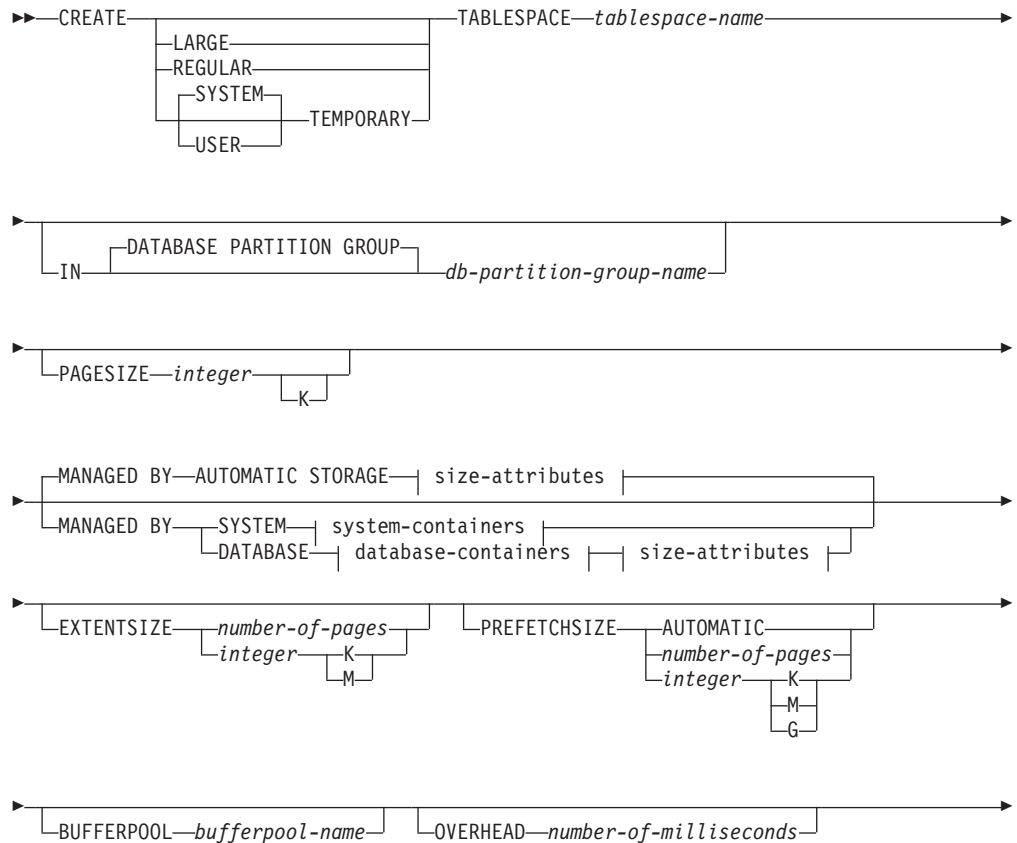 CREATE TABLESPACE tablespace-name
LARGE
REGULAR
SYSTEM
TEMPORARY
USER
DATABASE PARTITION GROUP
IN db-partition-group-name
PAGESIZE integer
K
MANAGED BY AUTOMATIC STORAGE size-attributes
MANAGED BY SYSTEM system-containers
DATABASE database-containers size-attributes
EXTENTSIZE number-of-pages PREFETCHSIZE AUTOMATIC
integer K number-of-pages
M integer K
M
G
BUFFERPOOL bufferpool-name OVERHEAD number-of-milliseconds